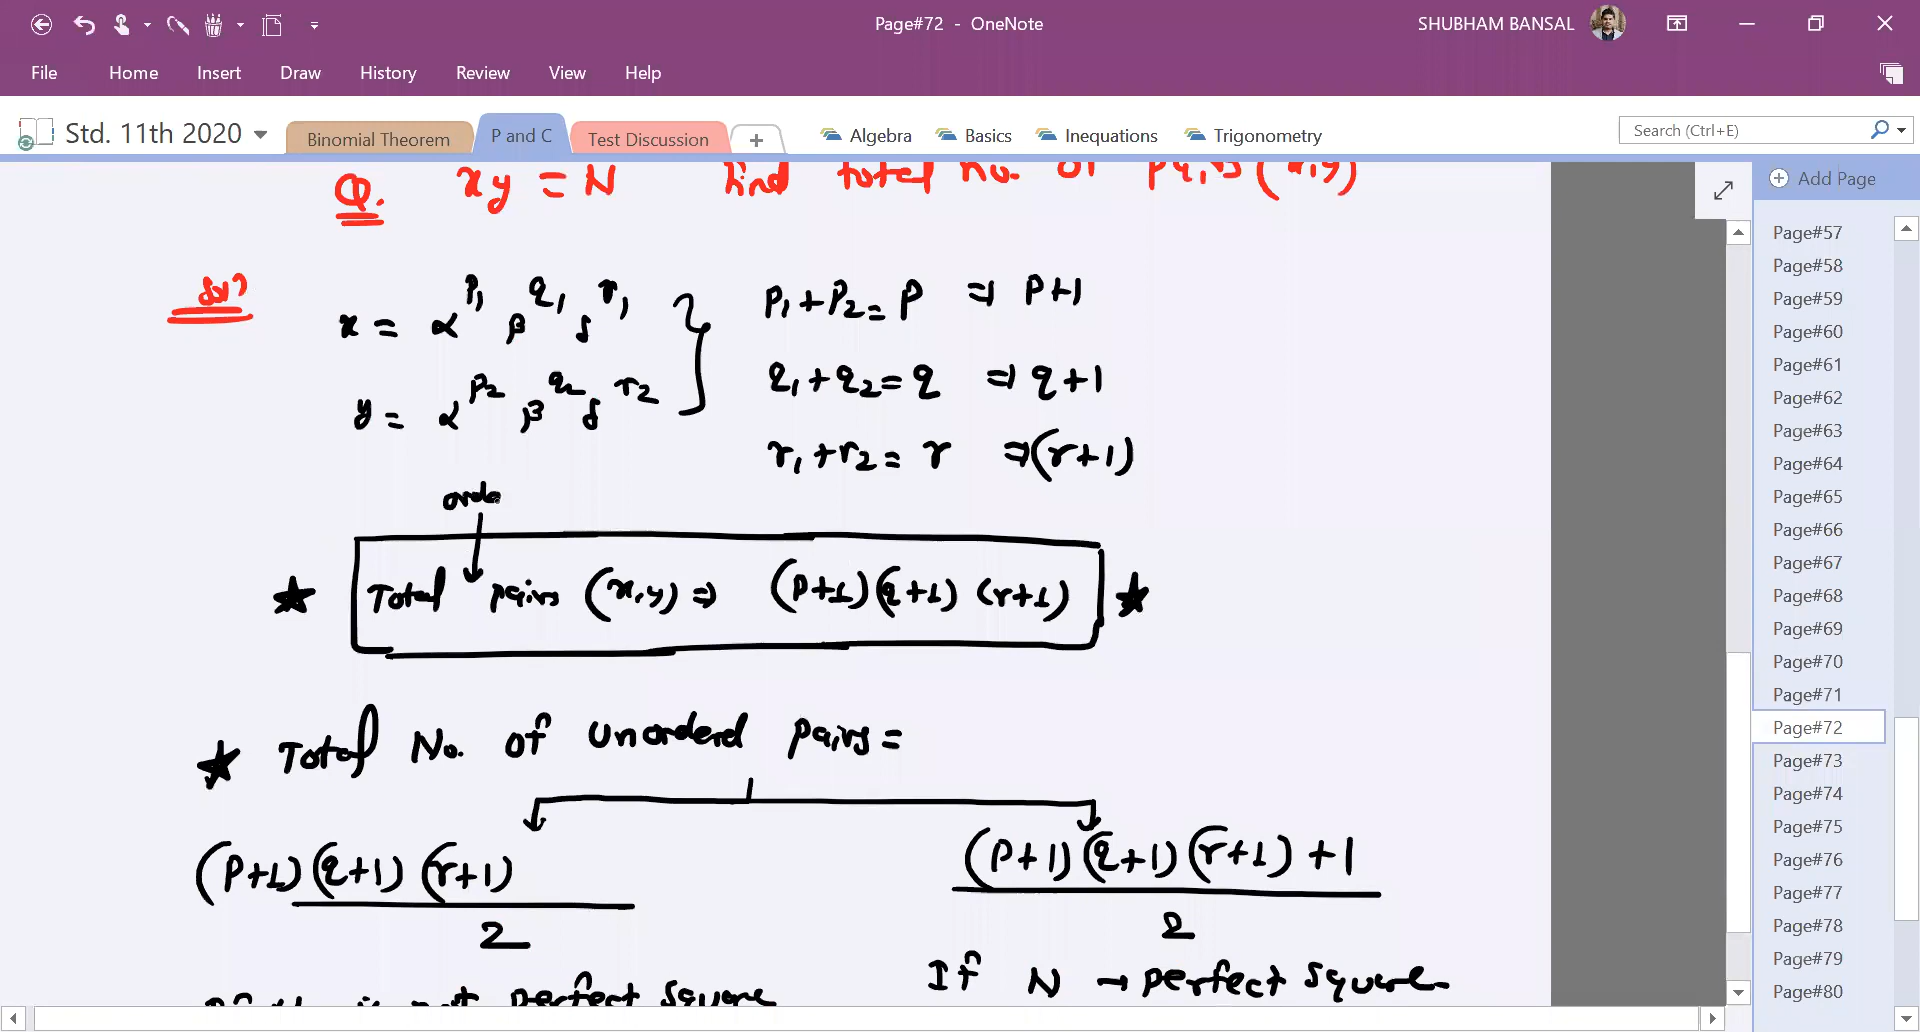 Page#72 - OneNote
SHUBHAM BANSAL
File Home Insert Draw History Review View Help
Std. 11th 2020
Binomial Theorem
P and C
Test Discussion
+
Algebra
Basics
Inequations
Trigonometry
Search (Ctrl+E)
Add Page
Q. xy = N find total no. of pairs (x,y)
Sol?
x = α^p₁ β^q₁ δ^r₁
y = α^p₂ β^q₂ δ^r₂
p₁ + p₂ = p ⇒ p+1
q₁ + q₂ = q ⇒ q+1
r₁ + r₂ = r ⇒ (r+1)
orde
★ Total pairs (x,y) ⇒ (p+1)(q+1)(r+1) ★
★ Total No. of unorderd pairs =
(p+1)(q+1)(r+1)
2
(p+1)(q+1)(r+1)+1
2
If N → perfect square
perfect square
Page#57
Page#58
Page#59
Page#60
Page#61
Page#62
Page#63
Page#64
Page#65
Page#66
Page#67
Page#68
Page#69
Page#70
Page#71
Page#72
Page#73
Page#74
Page#75
Page#76
Page#77
Page#78
Page#79
Page#80